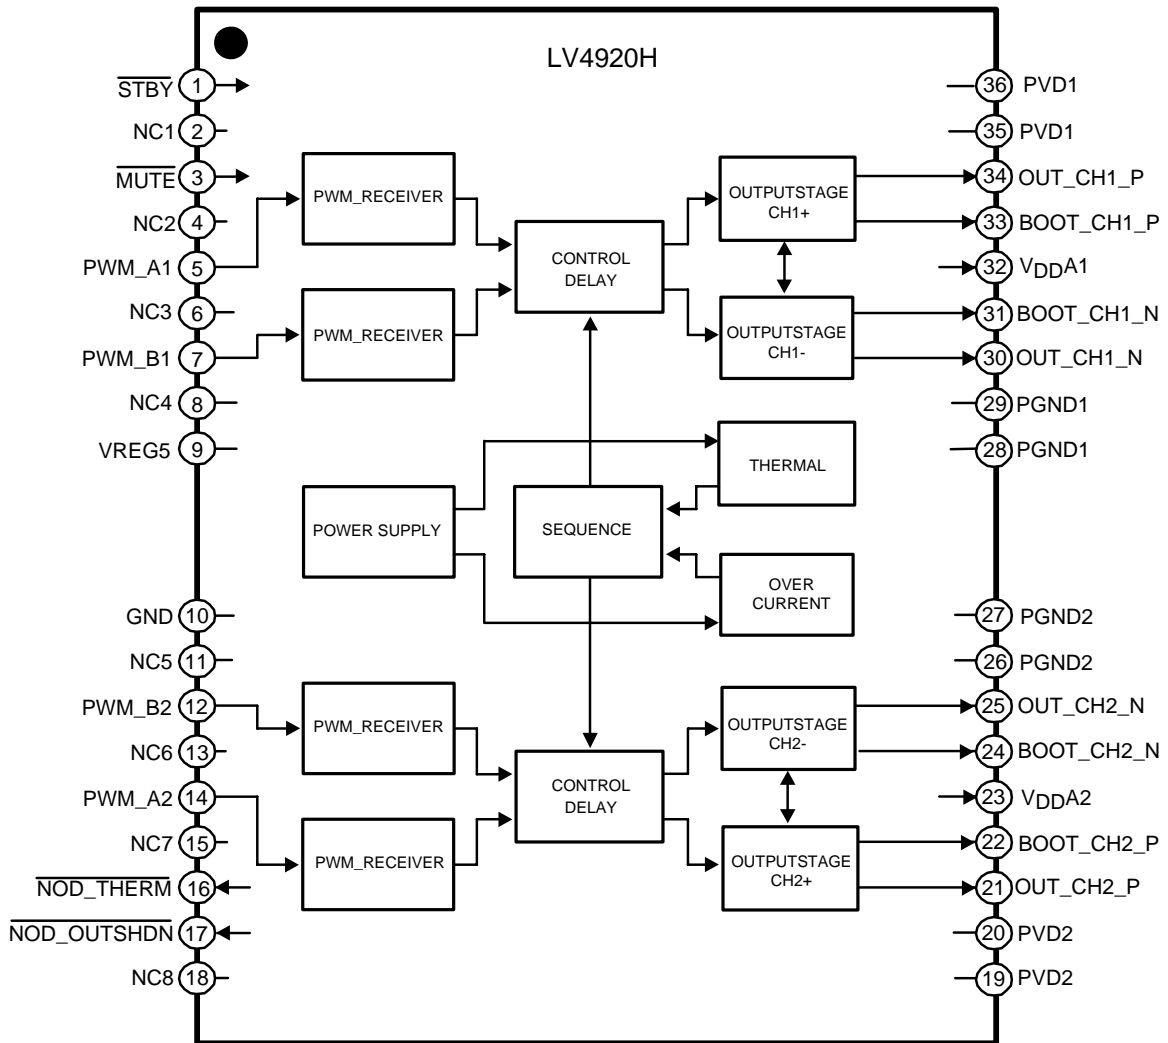 LV4920H
STBY 1
NC1 2
MUTE 3
NC2 4
PWM_A1 5
NC3 6
PWM_B1 7
NC4 8
VREG5 9
GND 10
NC5 11
PWM_B2 12
NC6 13
PWM_A2 14
NC7 15
NOD_THERM 16
NOD_OUTSHDN 17
NC8 18
PWM_RECEIVER
PWM_RECEIVER
CONTROL
DELAY
OUTPUTSTAGE
CH1+
OUTPUTSTAGE
CH1-
POWER SUPPLY
SEQUENCE
THERMAL
OVER
CURRENT
PWM_RECEIVER
PWM_RECEIVER
CONTROL
DELAY
OUTPUTSTAGE
CH2-
OUTPUTSTAGE
CH2+
36 PVD1
35 PVD1
34 OUT_CH1_P
33 BOOT_CH1_P
32 VDDA1
31 BOOT_CH1_N
30 OUT_CH1_N
29 PGND1
28 PGND1
27 PGND2
26 PGND2
25 OUT_CH2_N
24 BOOT_CH2_N
23 VDDA2
22 BOOT_CH2_P
21 OUT_CH2_P
20 PVD2
19 PVD2